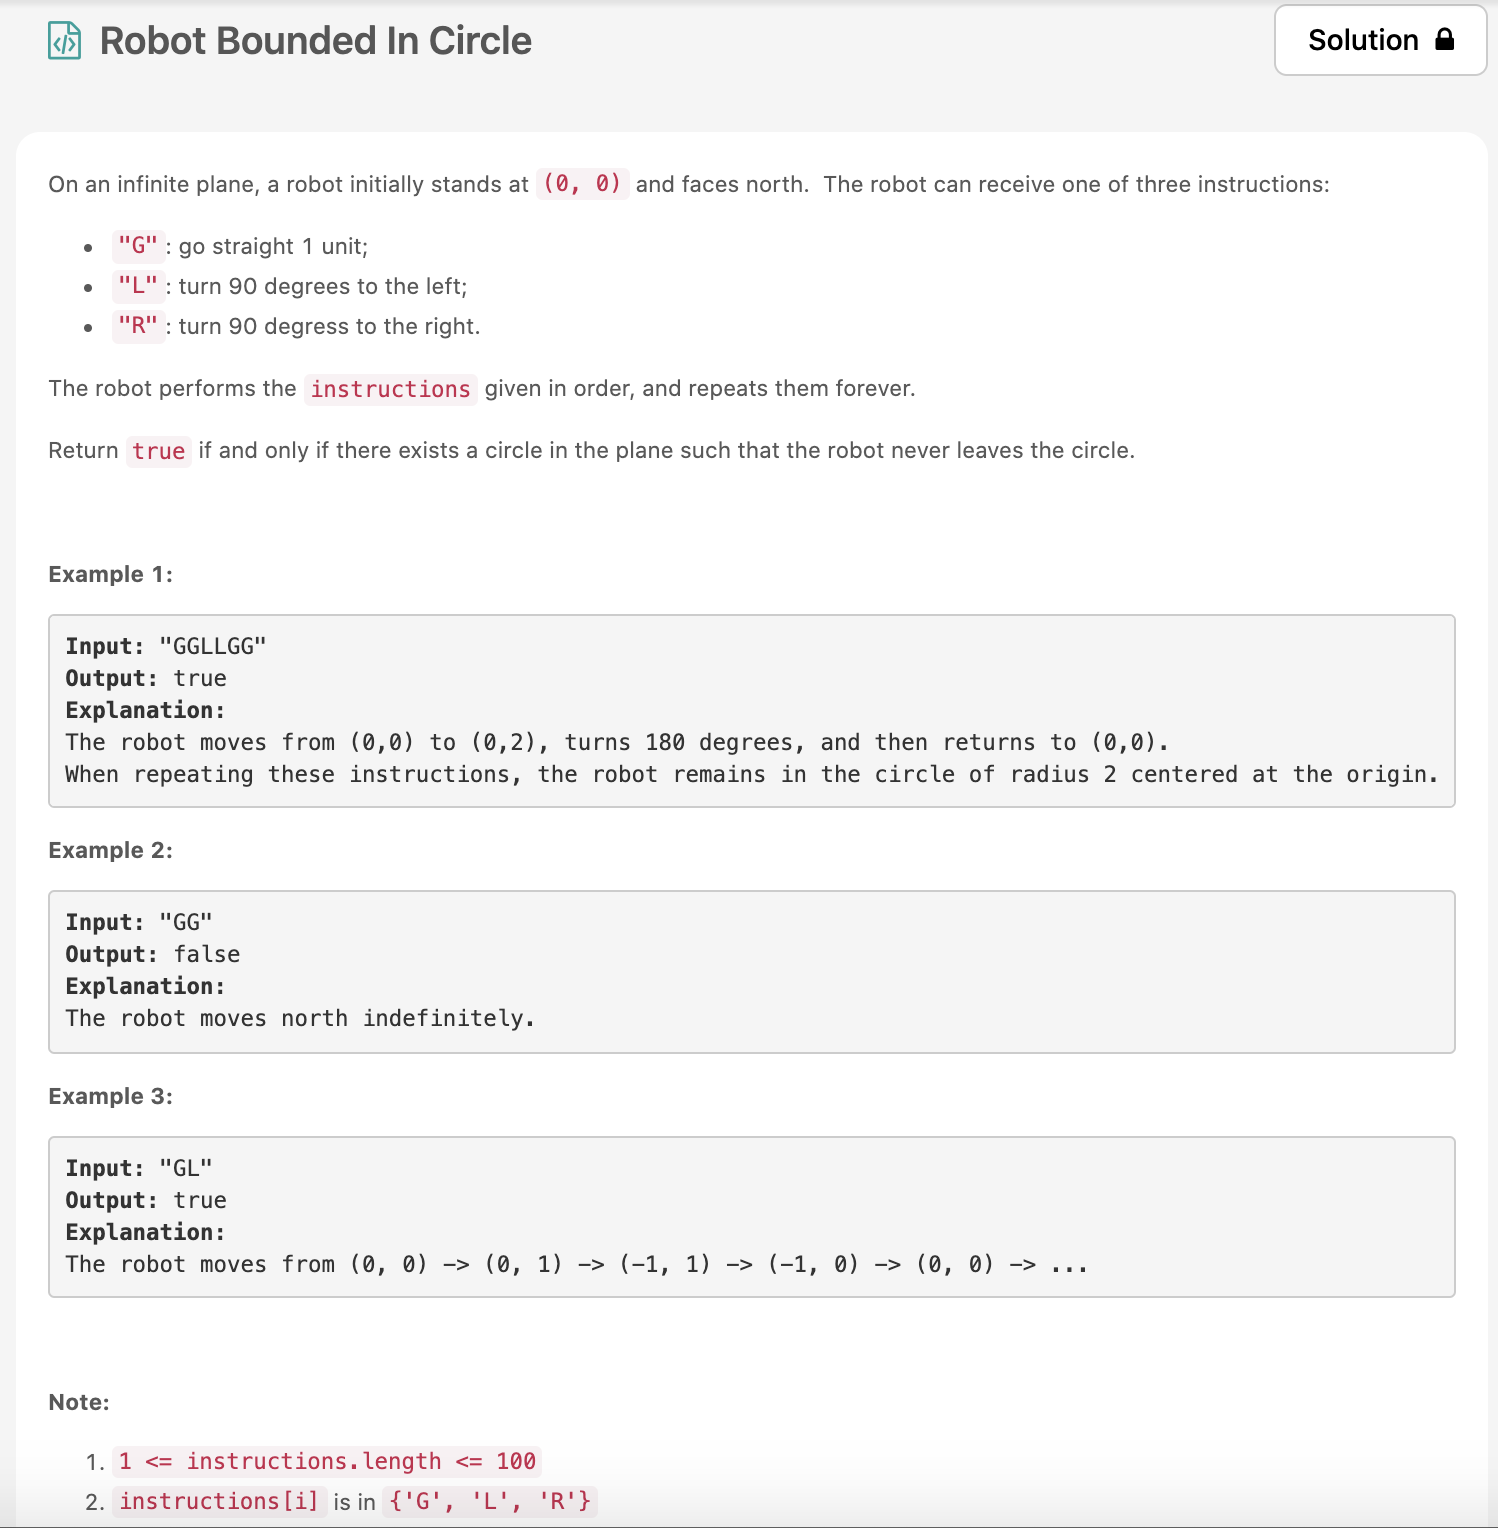 Robot Bounded In Circle
Solution
On an infinite plane, a robot initially stands at (0, 0) and faces north. The robot can receive one of three instructions:
• "G": go straight 1 unit;
• "L": turn 90 degrees to the left;
• "R": turn 90 degress to the right.
The robot performs the instructions given in order, and repeats them forever.
Return true if and only if there exists a circle in the plane such that the robot never leaves the circle.
Example 1:
Input: "GGLLGG"
Output: true
Explanation:
The robot moves from (0,0) to (0,2), turns 180 degrees, and then returns to (0,0).
When repeating these instructions, the robot remains in the circle of radius 2 centered at the origin.
Example 2:
Input: "GG"
Output: false
Explanation:
The robot moves north indefinitely.
Example 3:
Input: "GL"
Output: true
Explanation:
The robot moves from (0, 0) -> (0, 1) -> (-1, 1) -> (-1, 0) -> (0, 0) -> ...
Note:
1. 1 <= instructions.length <= 100
2. instructions[i] is in {'G', 'L', 'R'}